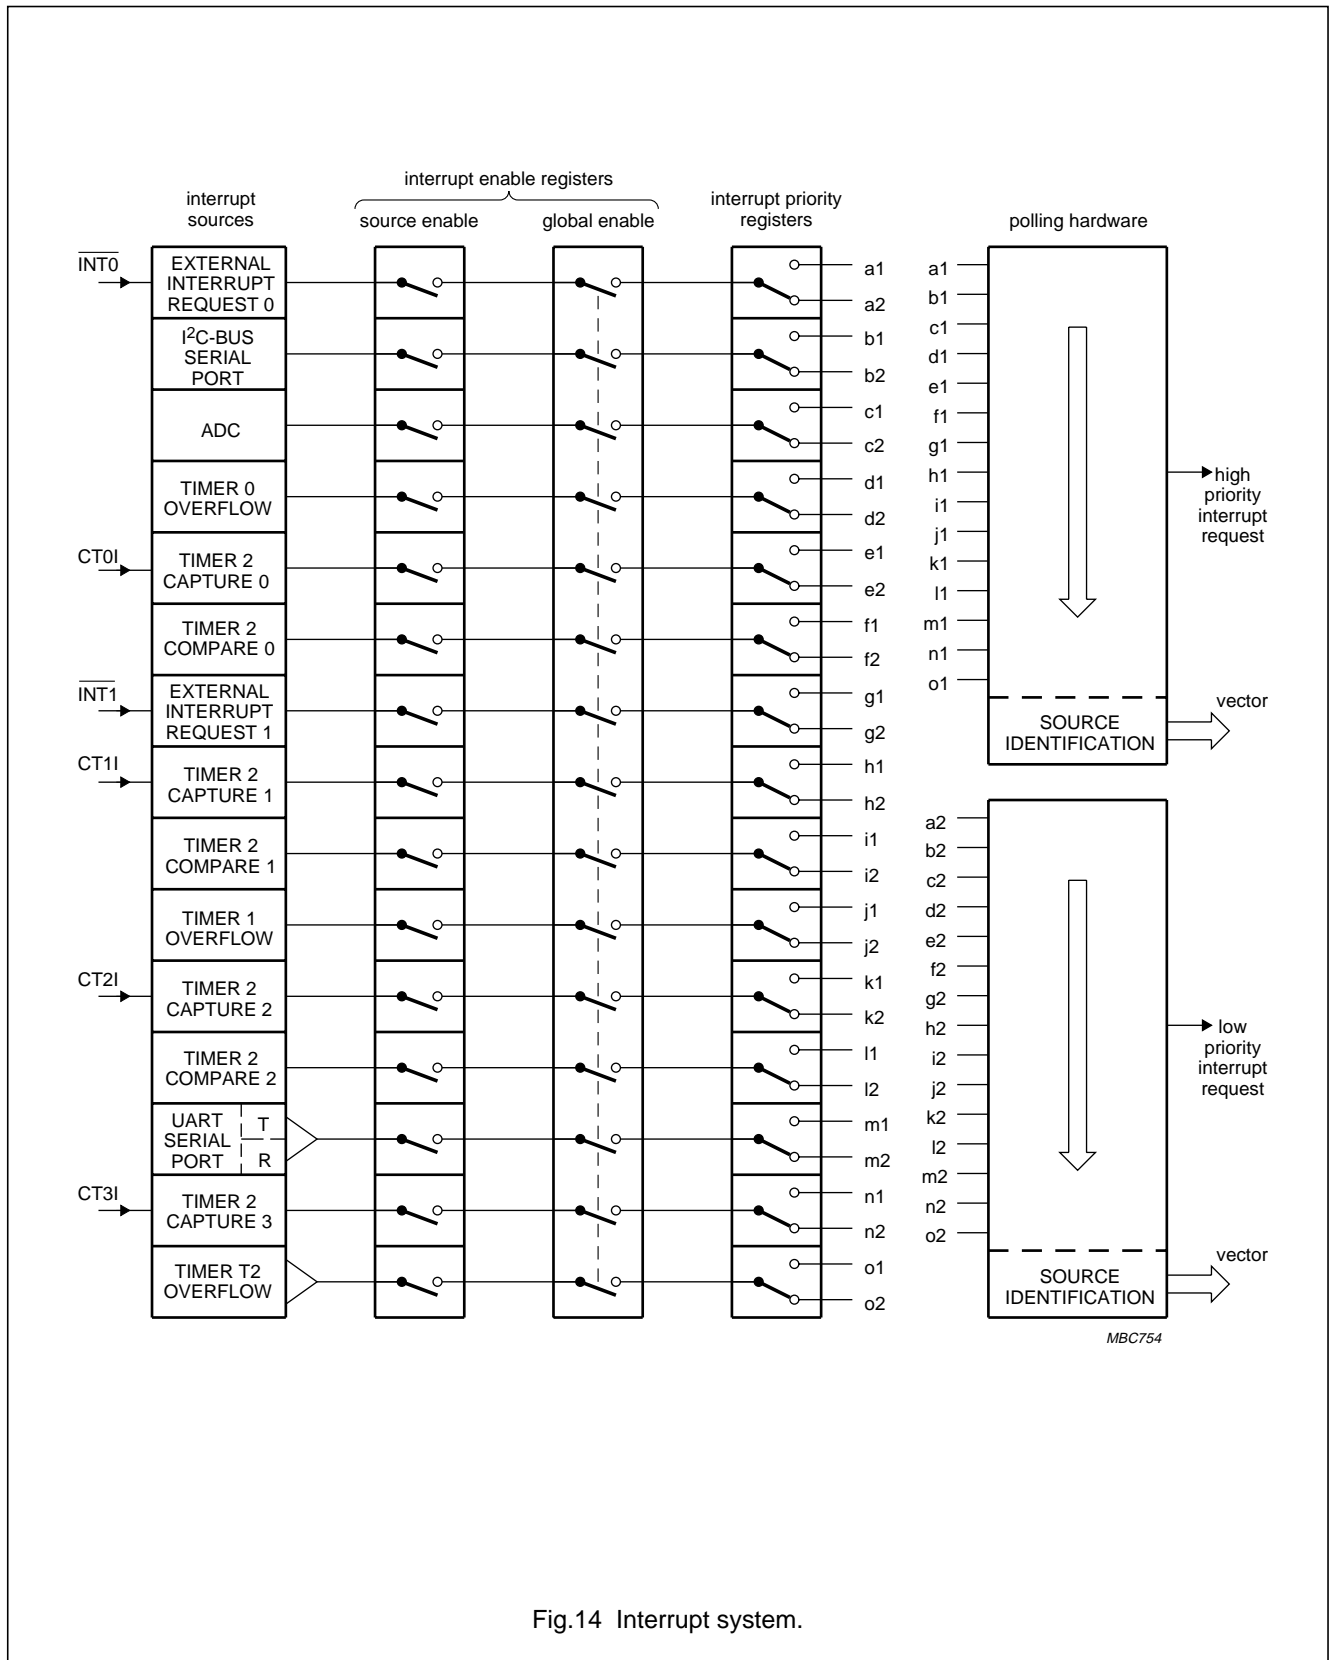 interrupt enable registers
interrupt
sources
source enable
global enable
interrupt priority
registers
polling hardware
INT0
EXTERNAL
INTERRUPT
REQUEST 0
a1
a2
I2C-BUS
SERIAL
PORT
b1
b2
ADC
c1
c2
TIMER 0
OVERFLOW
d1
d2
CT0I
TIMER 2
CAPTURE 0
e1
e2
TIMER 2
COMPARE 0
f1
f2
INT1
EXTERNAL
INTERRUPT
REQUEST 1
g1
g2
CT1I
TIMER 2
CAPTURE 1
h1
h2
TIMER 2
COMPARE 1
i1
i2
TIMER 1
OVERFLOW
j1
j2
CT2I
TIMER 2
CAPTURE 2
k1
k2
TIMER 2
COMPARE 2
l1
l2
UART
SERIAL
PORT
T
R
m1
m2
CT3I
TIMER 2
CAPTURE 3
n1
n2
TIMER T2
OVERFLOW
o1
o2
a1
b1
c1
d1
e1
f1
g1
h1
i1
j1
k1
l1
m1
n1
o1
high
priority
interrupt
request
SOURCE
IDENTIFICATION
vector
a2
b2
c2
d2
e2
f2
g2
h2
i2
j2
k2
l2
m2
n2
o2
low
priority
interrupt
request
SOURCE
IDENTIFICATION
vector
MBC754
Fig.14 Interrupt system.